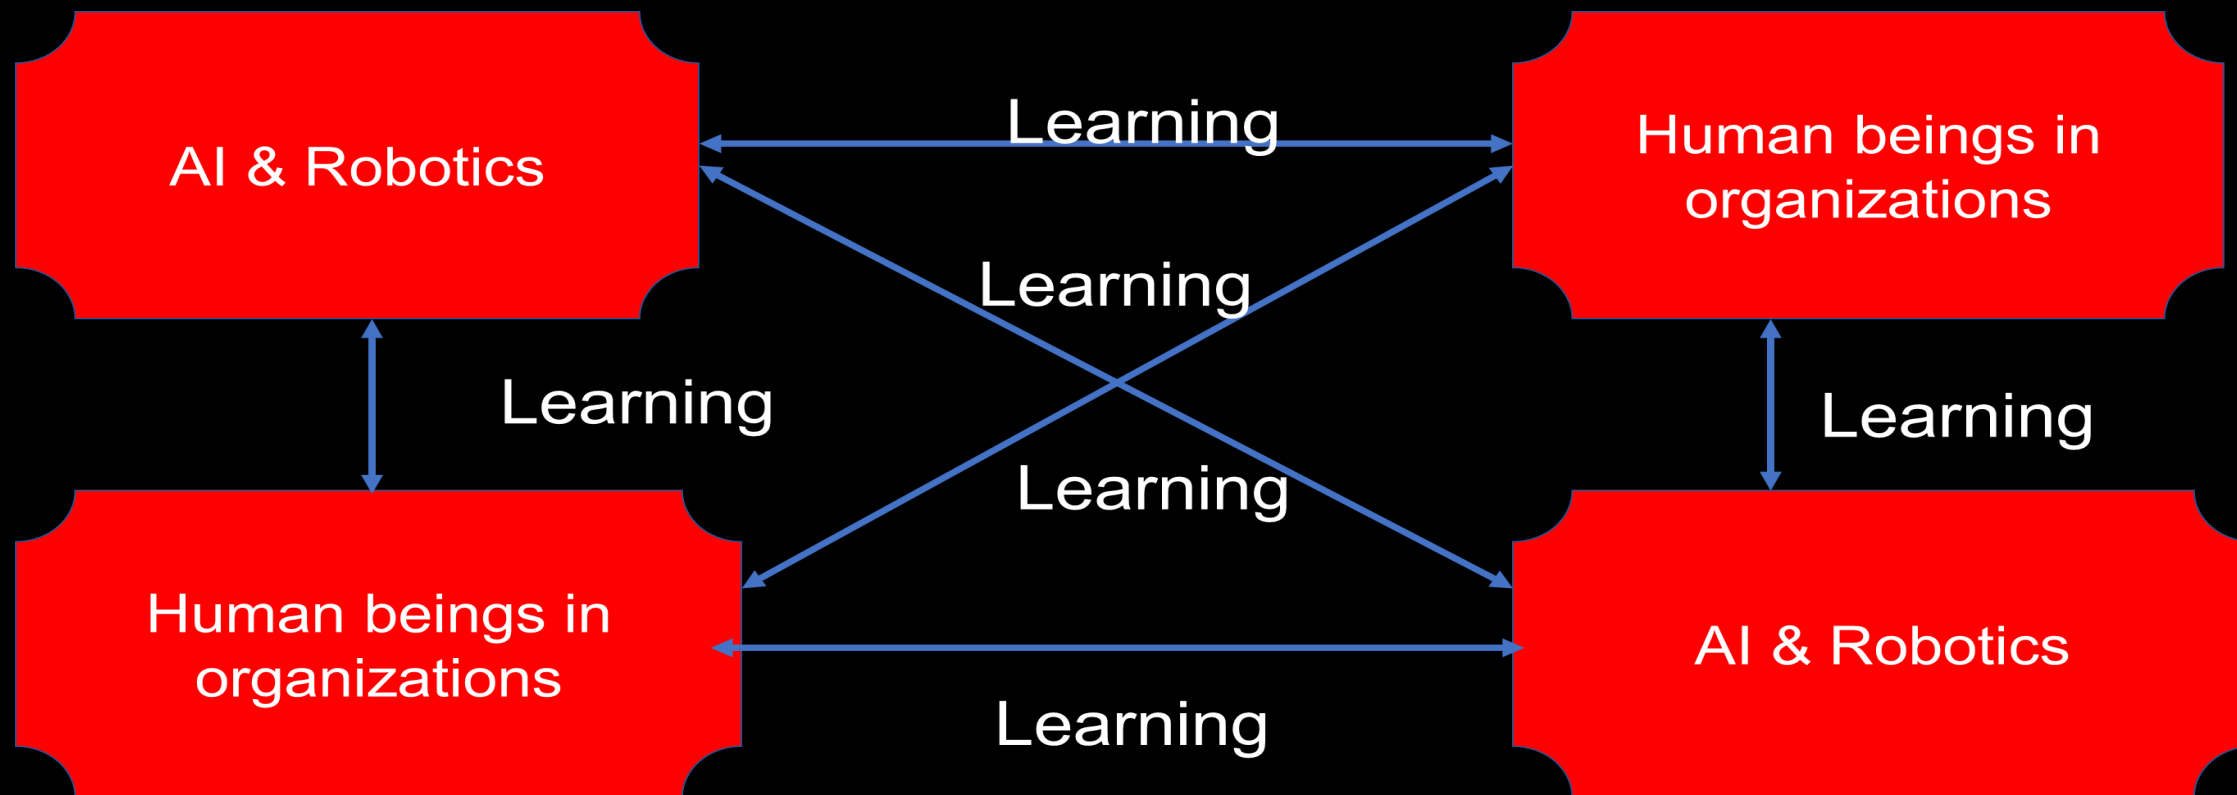 Learning
AI & Robotics
Human beings in
organizations
Learning
Learning
Learning
Learning
Human beings in
organizations
AI & Robotics
Learning